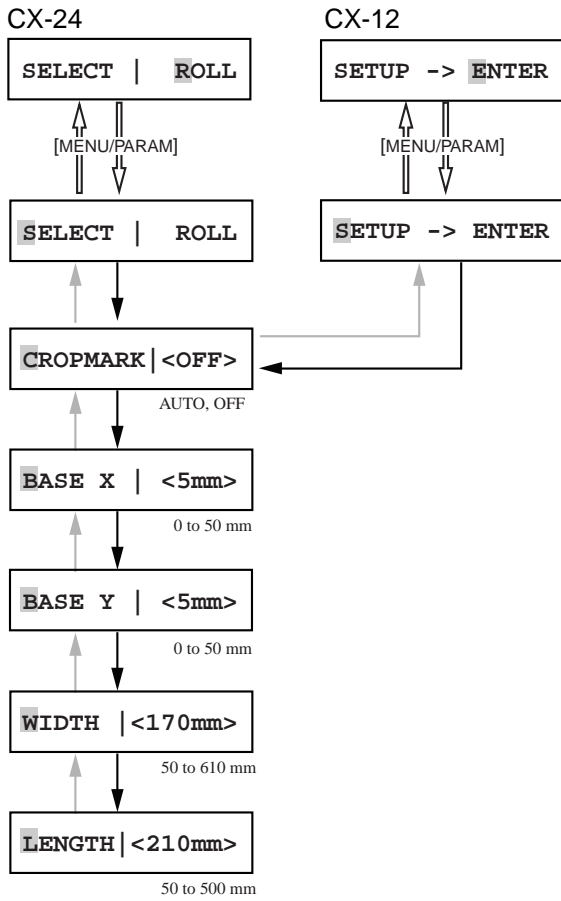 CX-24 CX-12
SELECT | ROLL SETUP -> ENTER
[MENU/PARAM] [MENU/PARAM]
SELECT | ROLL SETUP -> ENTER
CROPMARK|<OFF>
AUTO, OFF
BASE X | <5mm>
0 to 50 mm
BASE Y | <5mm>
0 to 50 mm
WIDTH |<170mm>
50 to 610 mm
LENGTH|<210mm>
50 to 500 mm